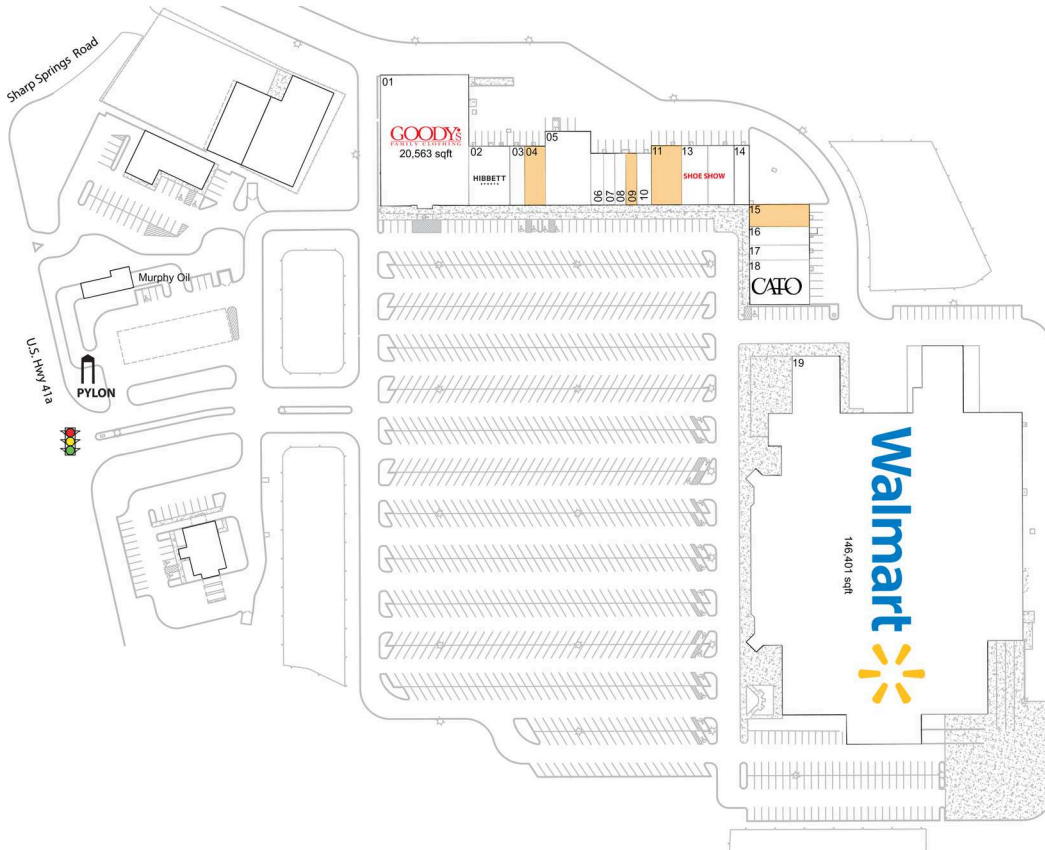 Sharp Springs Road
01
GOODY'S
FAMILY CLOTHING
20,563 sqft
02
HIBBETT
SPORTS
03
04
05
06
07
08
09
10
11
13
SHOE SHOW
14
15
16
17
18
CATO
Murphy Oil
U.S. Hwy 41a
PYLON
19
Walmart
146,401 sqft